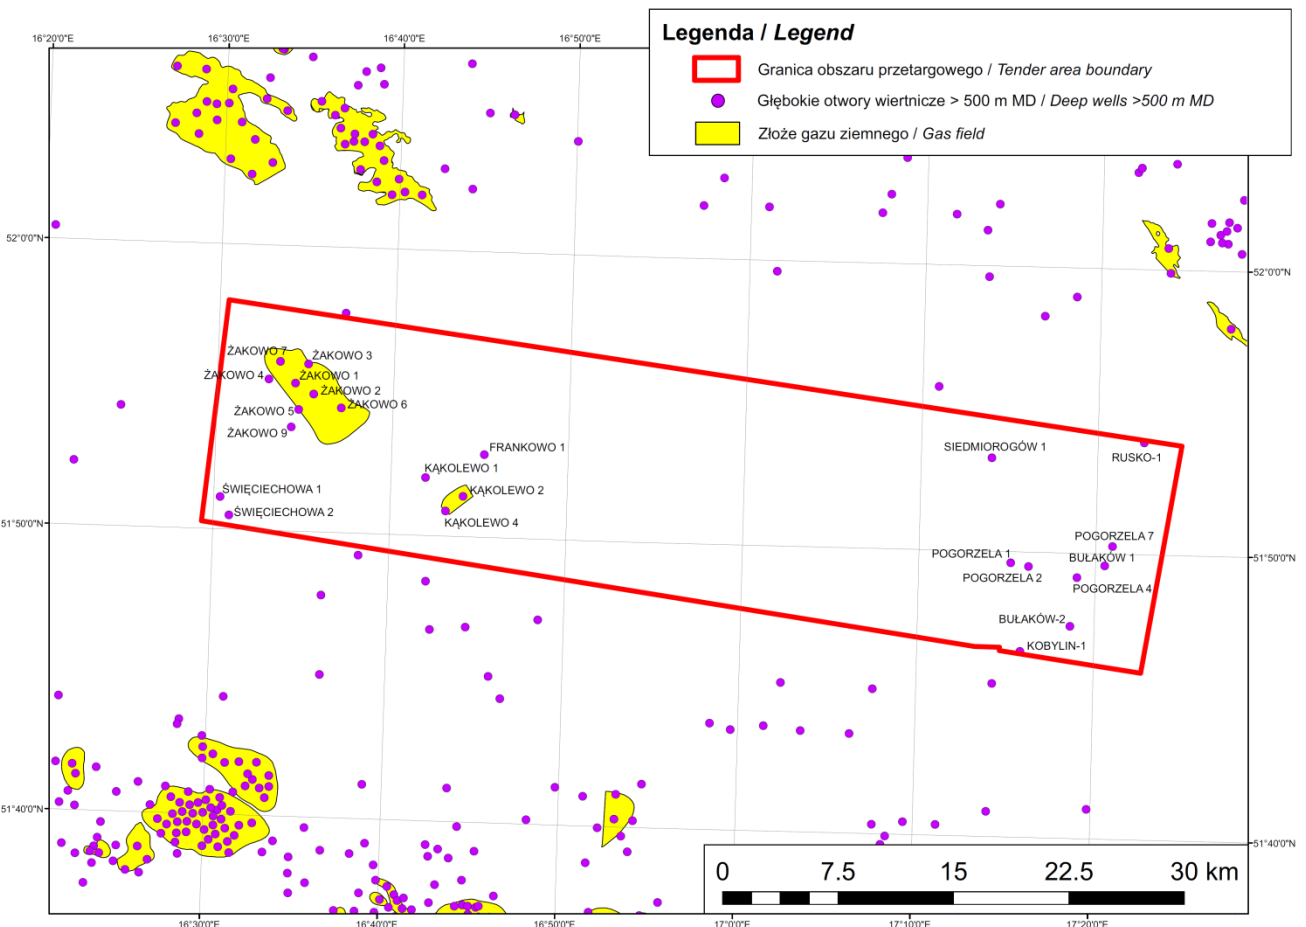 Legenda / Legend
Granica obszaru przetargowego / Tender area boundary
Głębokie otwory wiertnicze > 500 m MD / Deep wells >500 m MD
Złoże gazu ziemnego / Gas field
16°20'0"E
16°30'0"E
16°40'0"E
16°50'0"E
52°0'0"N
52°0'0"N
ŻAKOWO 7
ŻAKOWO 3
ŻAKOWO 4
ŻAKOWO 1
ŻAKOWO 2
ŻAKOWO 5
ŻAKOWO 6
ŻAKOWO 9
FRANKOWO 1
SIEDMIOROGÓW 1
RUSKO-1
KĄKOLEWO 1
ŚWIĘCIECHOWA 1
KĄKOLEWO 2
ŚWIĘCIECHOWA 2
KĄKOLEWO 4
51°50'0"N
51°50'0"N
POGORZELA 7
POGORZELA 1
BUŁAKÓW 1
POGORZELA 2
POGORZELA 4
BUŁAKÓW-2
KOBYLIN-1
51°40'0"N
51°40'0"N
0 7.5 15 22.5 30 km
16°30'0"E
16°40'0"E
16°50'0"E
17°0'0"E
17°10'0"E
17°20'0"E